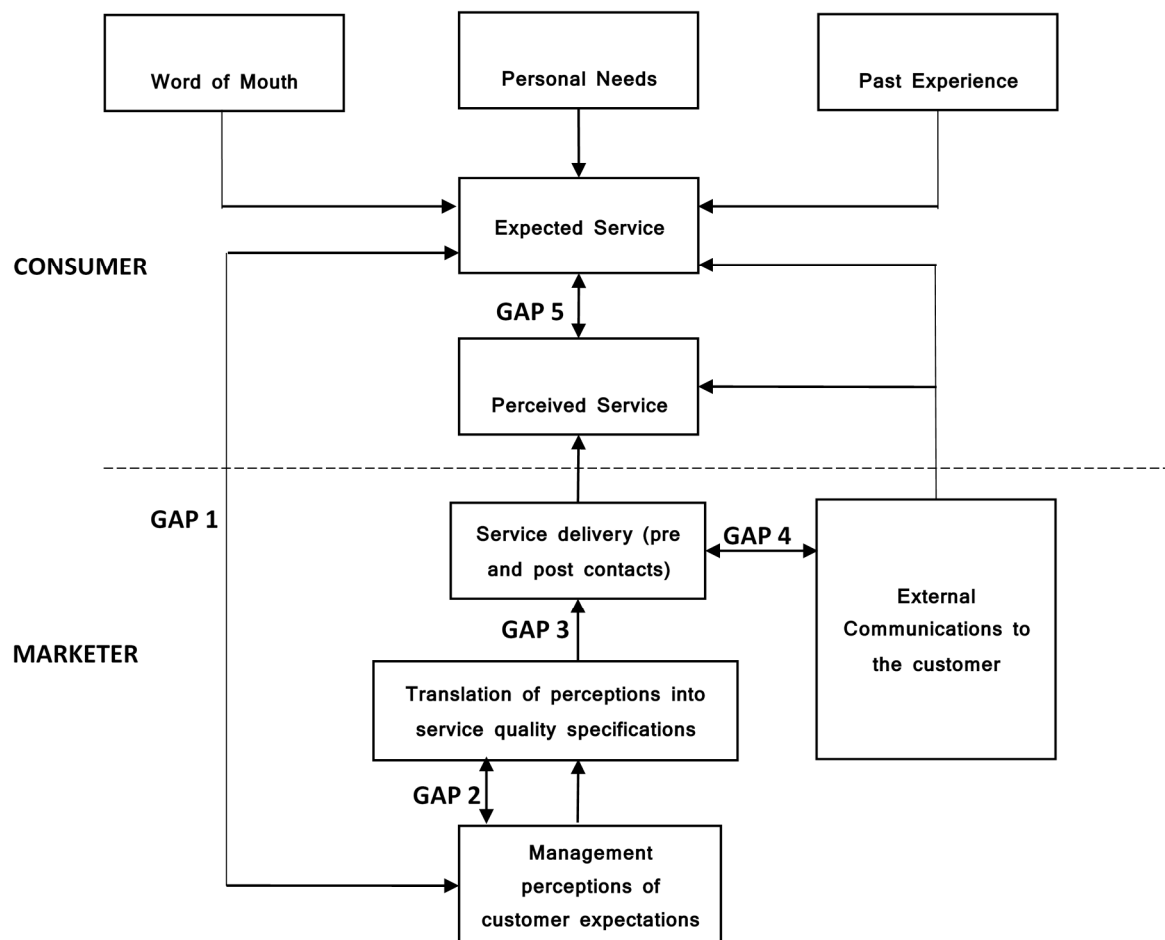 Word of Mouth
Personal Needs
Past Experience
Expected Service
CONSUMER
GAP 5
Perceived Service
GAP 1
Service delivery (pre
and post contacts)
GAP 4
External
Communications to
the customer
GAP 3
MARKETER
Translation of perceptions into
service quality specifications
GAP 2
Management
perceptions of
customer expectations